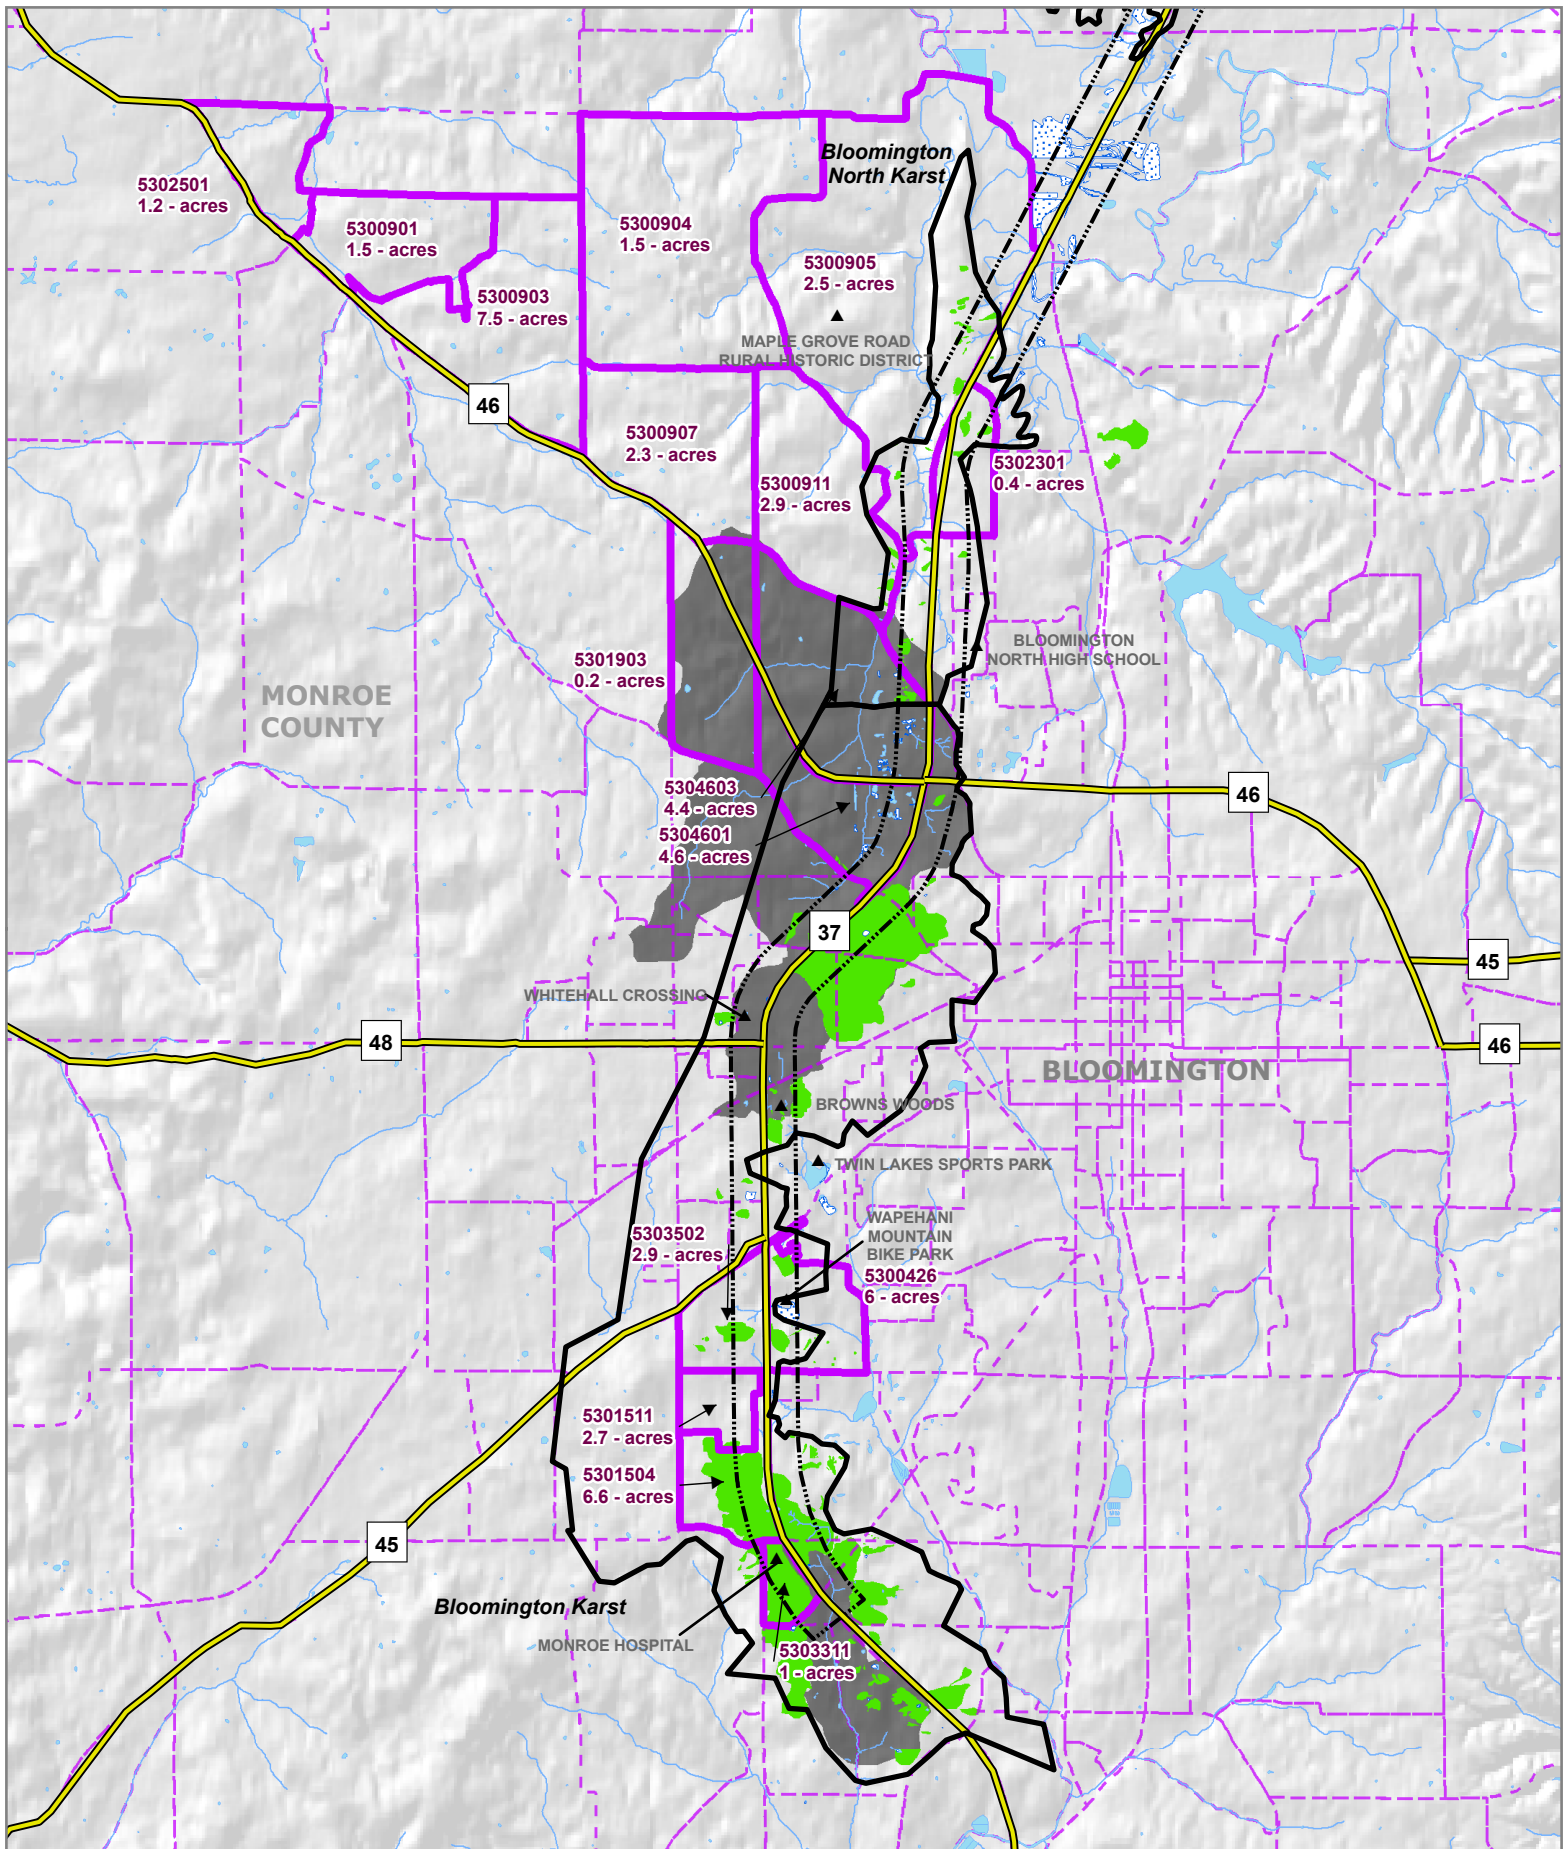 Bloomington
North Karst
5302501
1.2 - acres
5300901
1.5 - acres
5300904
1.5 - acres
5300905
2.5 - acres
5300903
7.5 - acres
MAPLE GROVE ROAD
RURAL HISTORIC DISTRICT
46
5300907
2.3 - acres
5300911
2.9 - acres
5302301
0.4 - acres
BLOOMINGTON
NORTH HIGH SCHOOL
5301903
0.2 - acres
MONROE
COUNTY
5304603
4.4 - acres
46
5304601
4.6 - acres
37
45
WHITEHALL CROSSING
48
46
BLOOMINGTON
BROWNS WOODS
TWIN LAKES SPORTS PARK
WAPEHANI
MOUNTAIN
BIKE PARK
5303502
2.9 - acres
5300426
6 - acres
5301511
2.7 - acres
5301504
6.6 - acres
45
Bloomington Karst
MONROE HOSPITAL
5303311
1 - acres